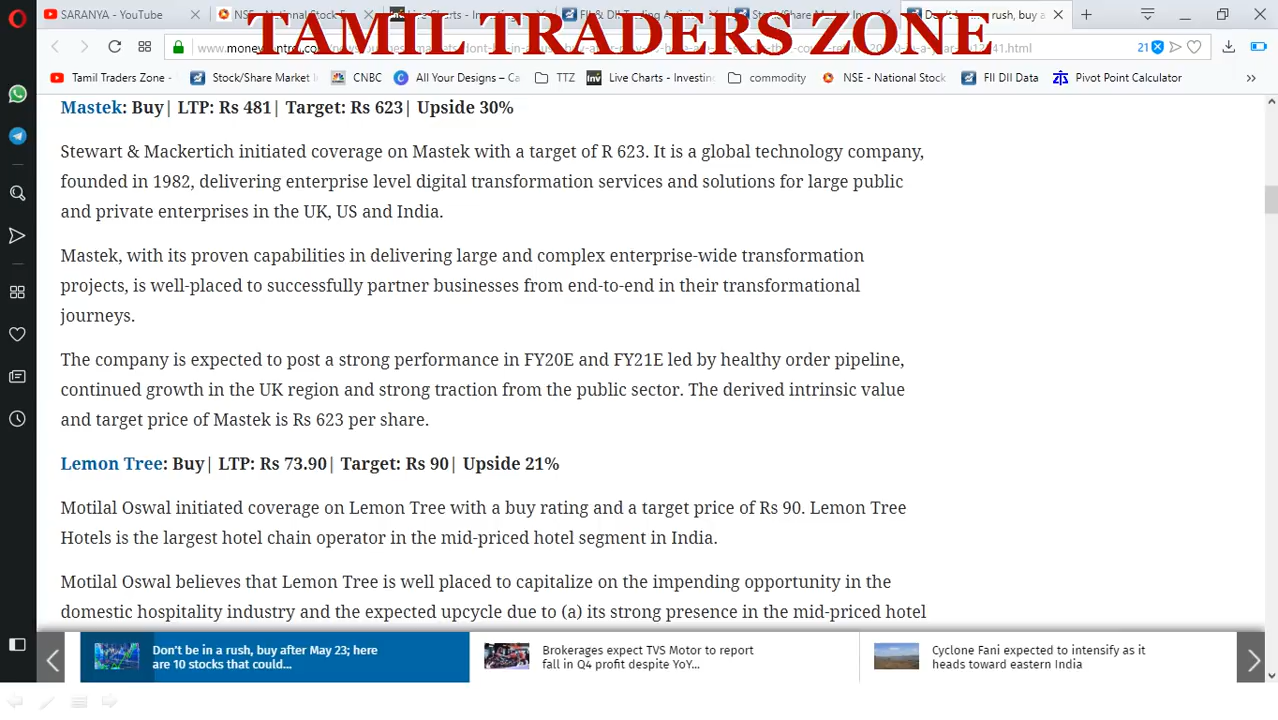 SARANYA - YouTube
TAMIL TRADERS ZONE
21
Tamil Traders Zone -
Stock/Share Market I
CNBC
All Your Designs – Ca
TTZ
Live Charts - Investing
commodity
NSE - National Stock
FII DII Data
Pivot Point Calculator
Mastek: Buy| LTP: Rs 481| Target: Rs 623| Upside 30%
Stewart & Mackertich initiated coverage on Mastek with a target of R 623. It is a global technology company,
founded in 1982, delivering enterprise level digital transformation services and solutions for large public
and private enterprises in the UK, US and India.
Mastek, with its proven capabilities in delivering large and complex enterprise-wide transformation
projects, is well-placed to successfully partner businesses from end-to-end in their transformational
journeys.
The company is expected to post a strong performance in FY20E and FY21E led by healthy order pipeline,
continued growth in the UK region and strong traction from the public sector. The derived intrinsic value
and target price of Mastek is Rs 623 per share.
Lemon Tree: Buy| LTP: Rs 73.90| Target: Rs 90| Upside 21%
Motilal Oswal initiated coverage on Lemon Tree with a buy rating and a target price of Rs 90. Lemon Tree
Hotels is the largest hotel chain operator in the mid-priced hotel segment in India.
Motilal Oswal believes that Lemon Tree is well placed to capitalize on the impending opportunity in the
domestic hospitality industry and the expected upcycle due to (a) its strong presence in the mid-priced hotel
Don't be in a rush, buy after May 23; here
are 10 stocks that could...
Brokerages expect TVS Motor to report
fall in Q4 profit despite YoY...
Cyclone Fani expected to intensify as it
heads toward eastern India